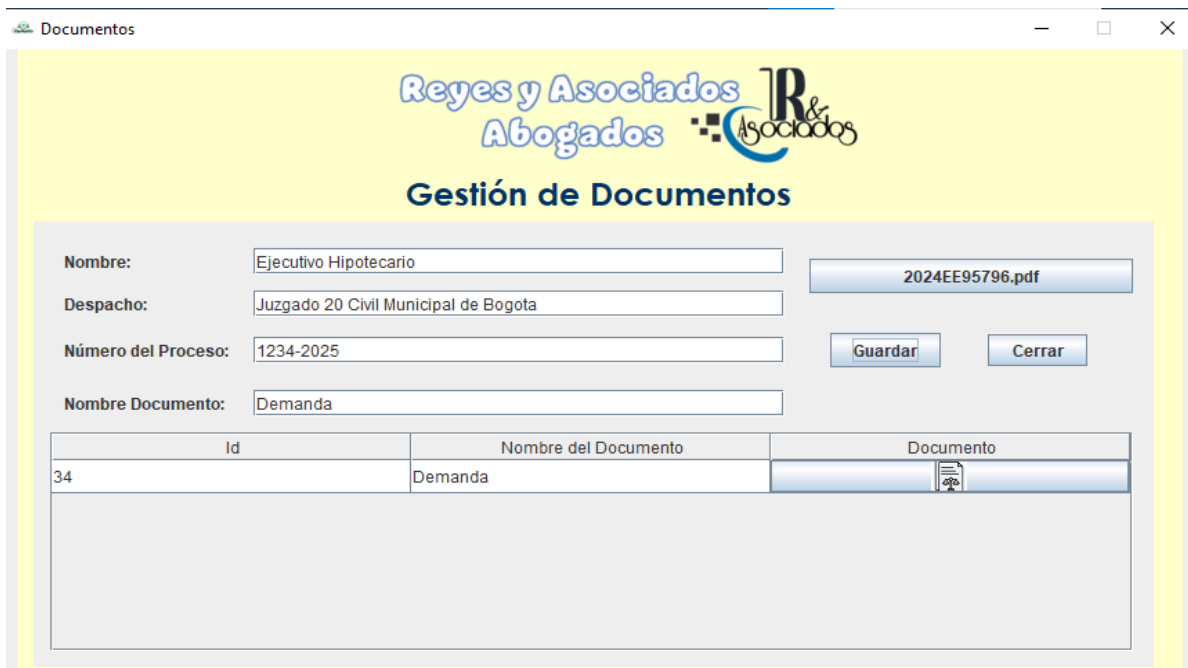 Documentos
Reyes y Asociados
Abogados
R
& Asociados
Gestión de Documentos
Nombre: Ejecutivo Hipotecario
2024EE95796.pdf
Despacho: Juzgado 20 Civil Municipal de Bogota
Número del Proceso: 1234-2025 Guardar Cerrar
Nombre Documento: Demanda
Id Nombre del Documento Documento
34 Demanda